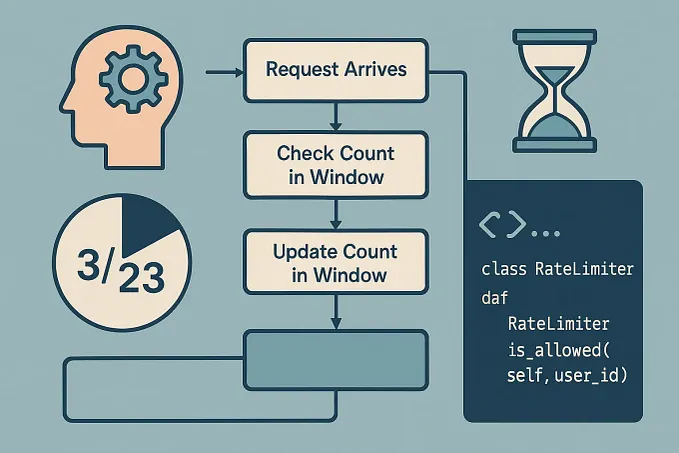 Request Arrives
Check Count
in Window
Update Count
in Window
3/23
<>...
class RateLimiter
daf
RateLimiter
is_allowed(
self,user_id)